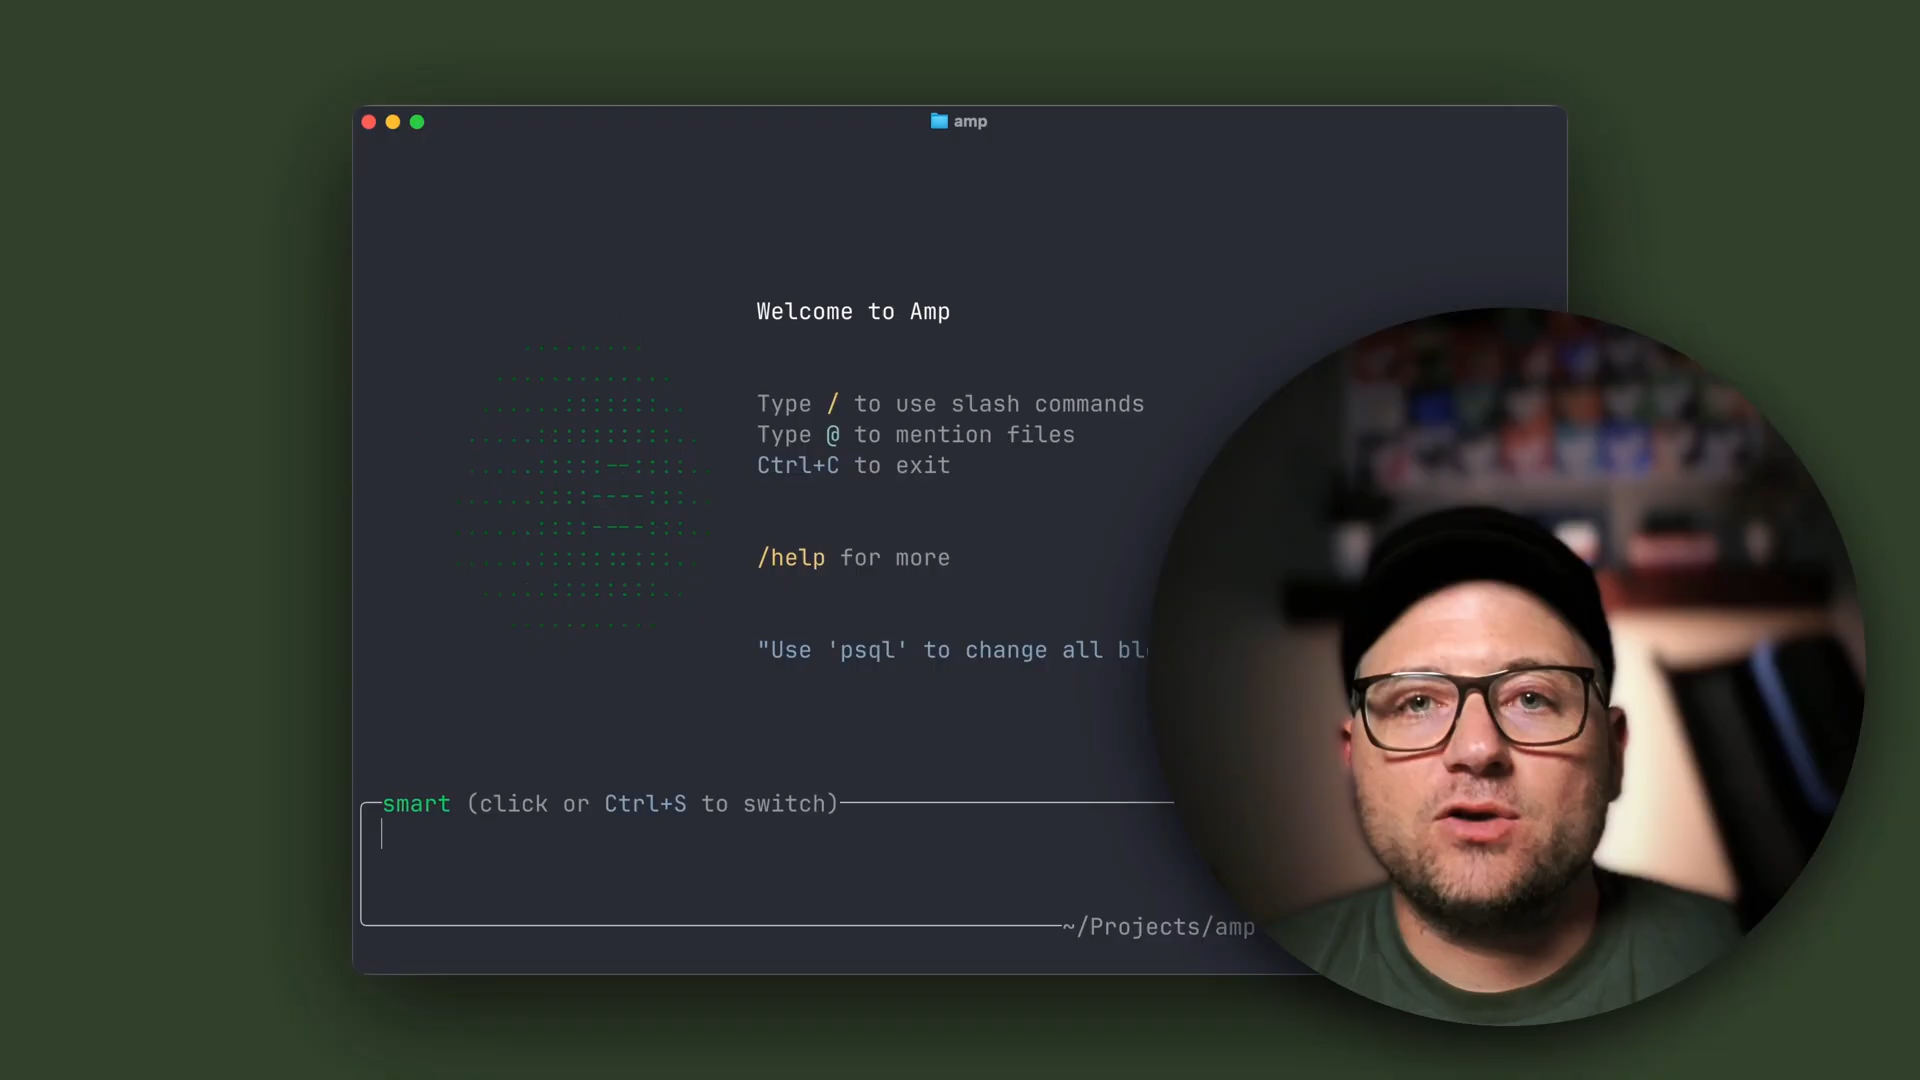 amp
Welcome to Amp
Type / to use slash commands
Type @ to mention files
Ctrl+C to exit
/help for more
"Use 'psql' to change all
smart (click or Ctrl+S to switch)
~/Projects/amp